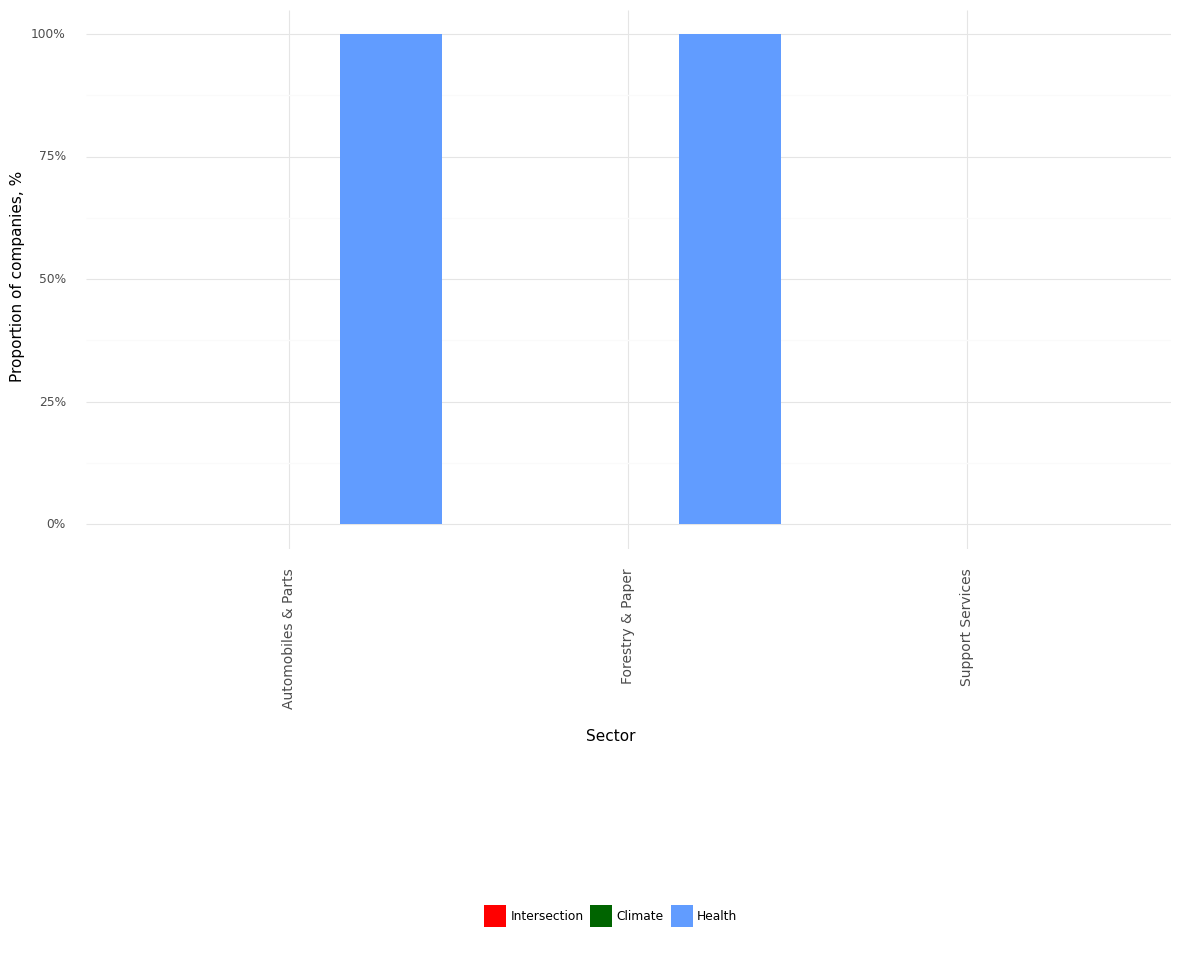 100%
75%
50%
25%
0%
Proportion of companies, %
Automobiles & Parts
Forestry & Paper
Support Services
Sector
Intersection Climate Health